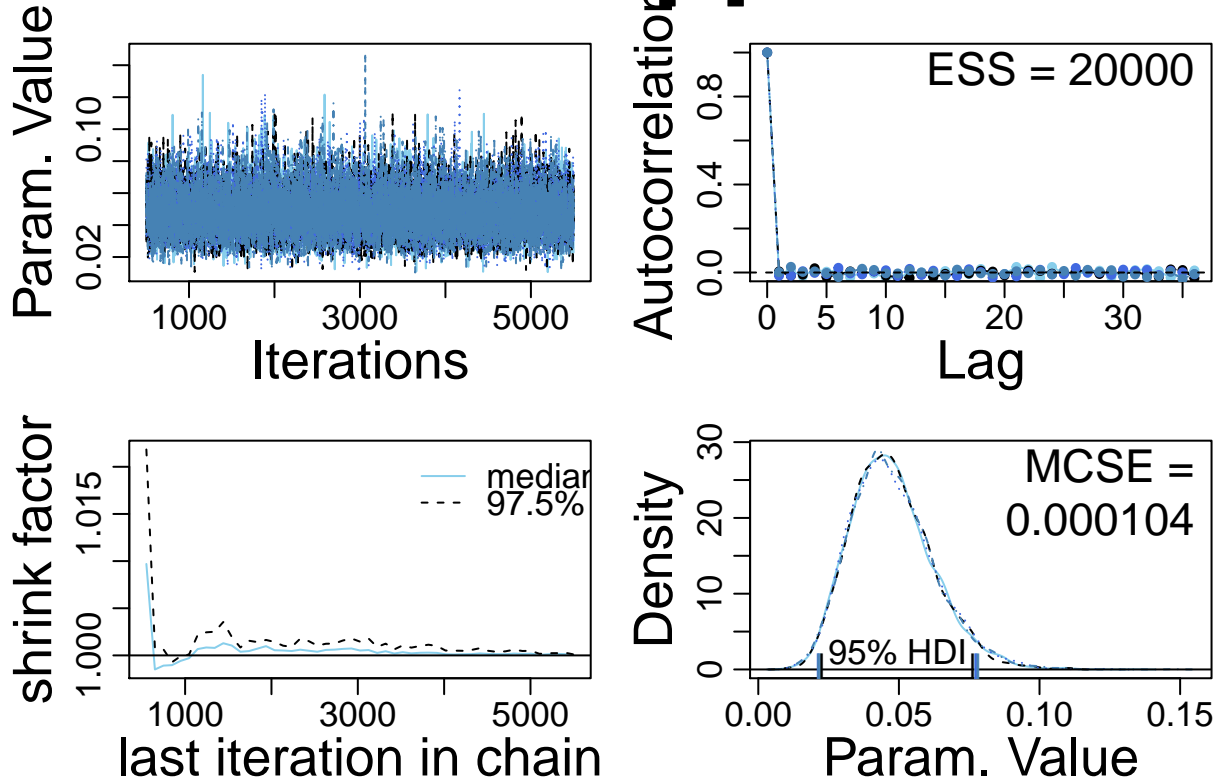 Param. Value
0.02
0.10
1000
3000
5000
Iterations
Autocorrelation
0.0
0.4
0.8
ESS = 20000
0
5
10
20
30
Lag
shrink factor
1.000
1.015
median
97.5%
1000
3000
5000
last iteration in chain
Density
0
10
20
30
MCSE =
0.000104
95% HDI
0.00
0.05
0.10
0.15
Param. Value